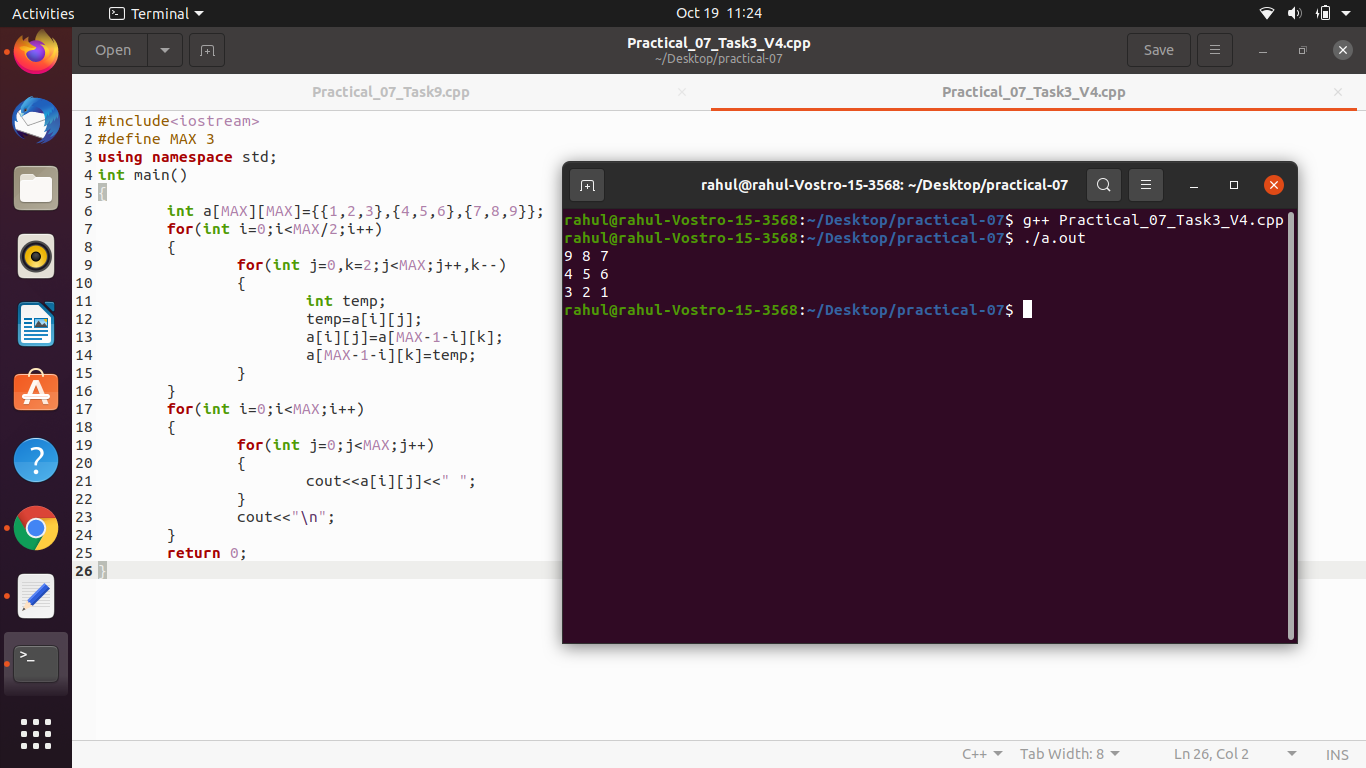 Activities Terminal Oct 19 11:24
Open Practical_07_Task3_V4.cpp Save
~/Desktop/practical-07
Practical_07_Task9.cpp Practical_07_Task3_V4.cpp
1 #include<iostream>
2 #define MAX 3
3 using namespace std;
4 int main()
5 {
6 int a[MAX][MAX]={{1,2,3},{4,5,6},{7,8,9}};
7 for(int i=0;i<MAX/2;i++)
8 {
9 for(int j=0,k=2;j<MAX;j++,k--)
10 {
11 int temp;
12 temp=a[i][j];
13 a[i][j]=a[MAX-1-i][k];
14 a[MAX-1-i][k]=temp;
15 }
16 }
17 for(int i=0;i<MAX;i++)
18 {
19 for(int j=0;j<MAX;j++)
20 {
21 cout<<a[i][j]<<" ";
22 }
23 cout<<"\n";
24 }
25 return 0;
26 }
rahul@rahul-Vostro-15-3568: ~/Desktop/practical-07
rahul@rahul-Vostro-15-3568:~/Desktop/practical-07$ g++ Practical_07_Task3_V4.cpp
rahul@rahul-Vostro-15-3568:~/Desktop/practical-07$ ./a.out
9 8 7
4 5 6
3 2 1
rahul@rahul-Vostro-15-3568:~/Desktop/practical-07$
C++ Tab Width: 8 Ln 26, Col 2 INS